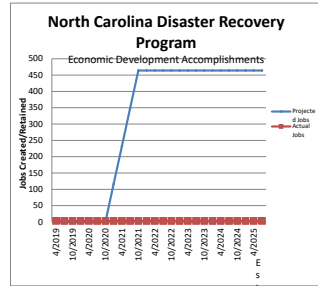 North Carolina Disaster Recovery
Program
Economic Development Accomplishments
Jobs Created/Retained
500
450
400
350
300
250
200
150
100
50
0
4/2019
10/2019
4/2020
10/2020
4/2021
10/2021
4/2022
10/2022
4/2023
10/2023
4/2024
10/2024
4/2025
E
s
Projecte
d Jobs
Actual
Jobs